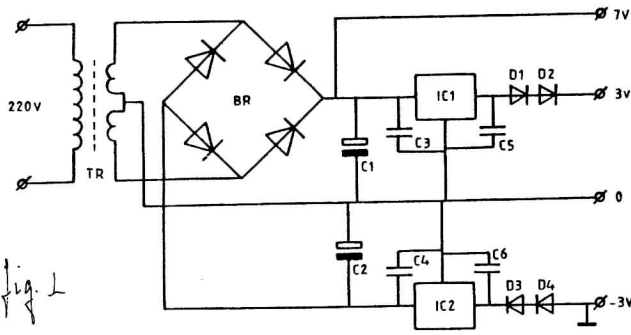 7V
D1 D2
220V
BR
IC1
3V
C3
C5
TR
C1
0
C2
C4
C6
D3 D4
fig. 1
IC2
-3V